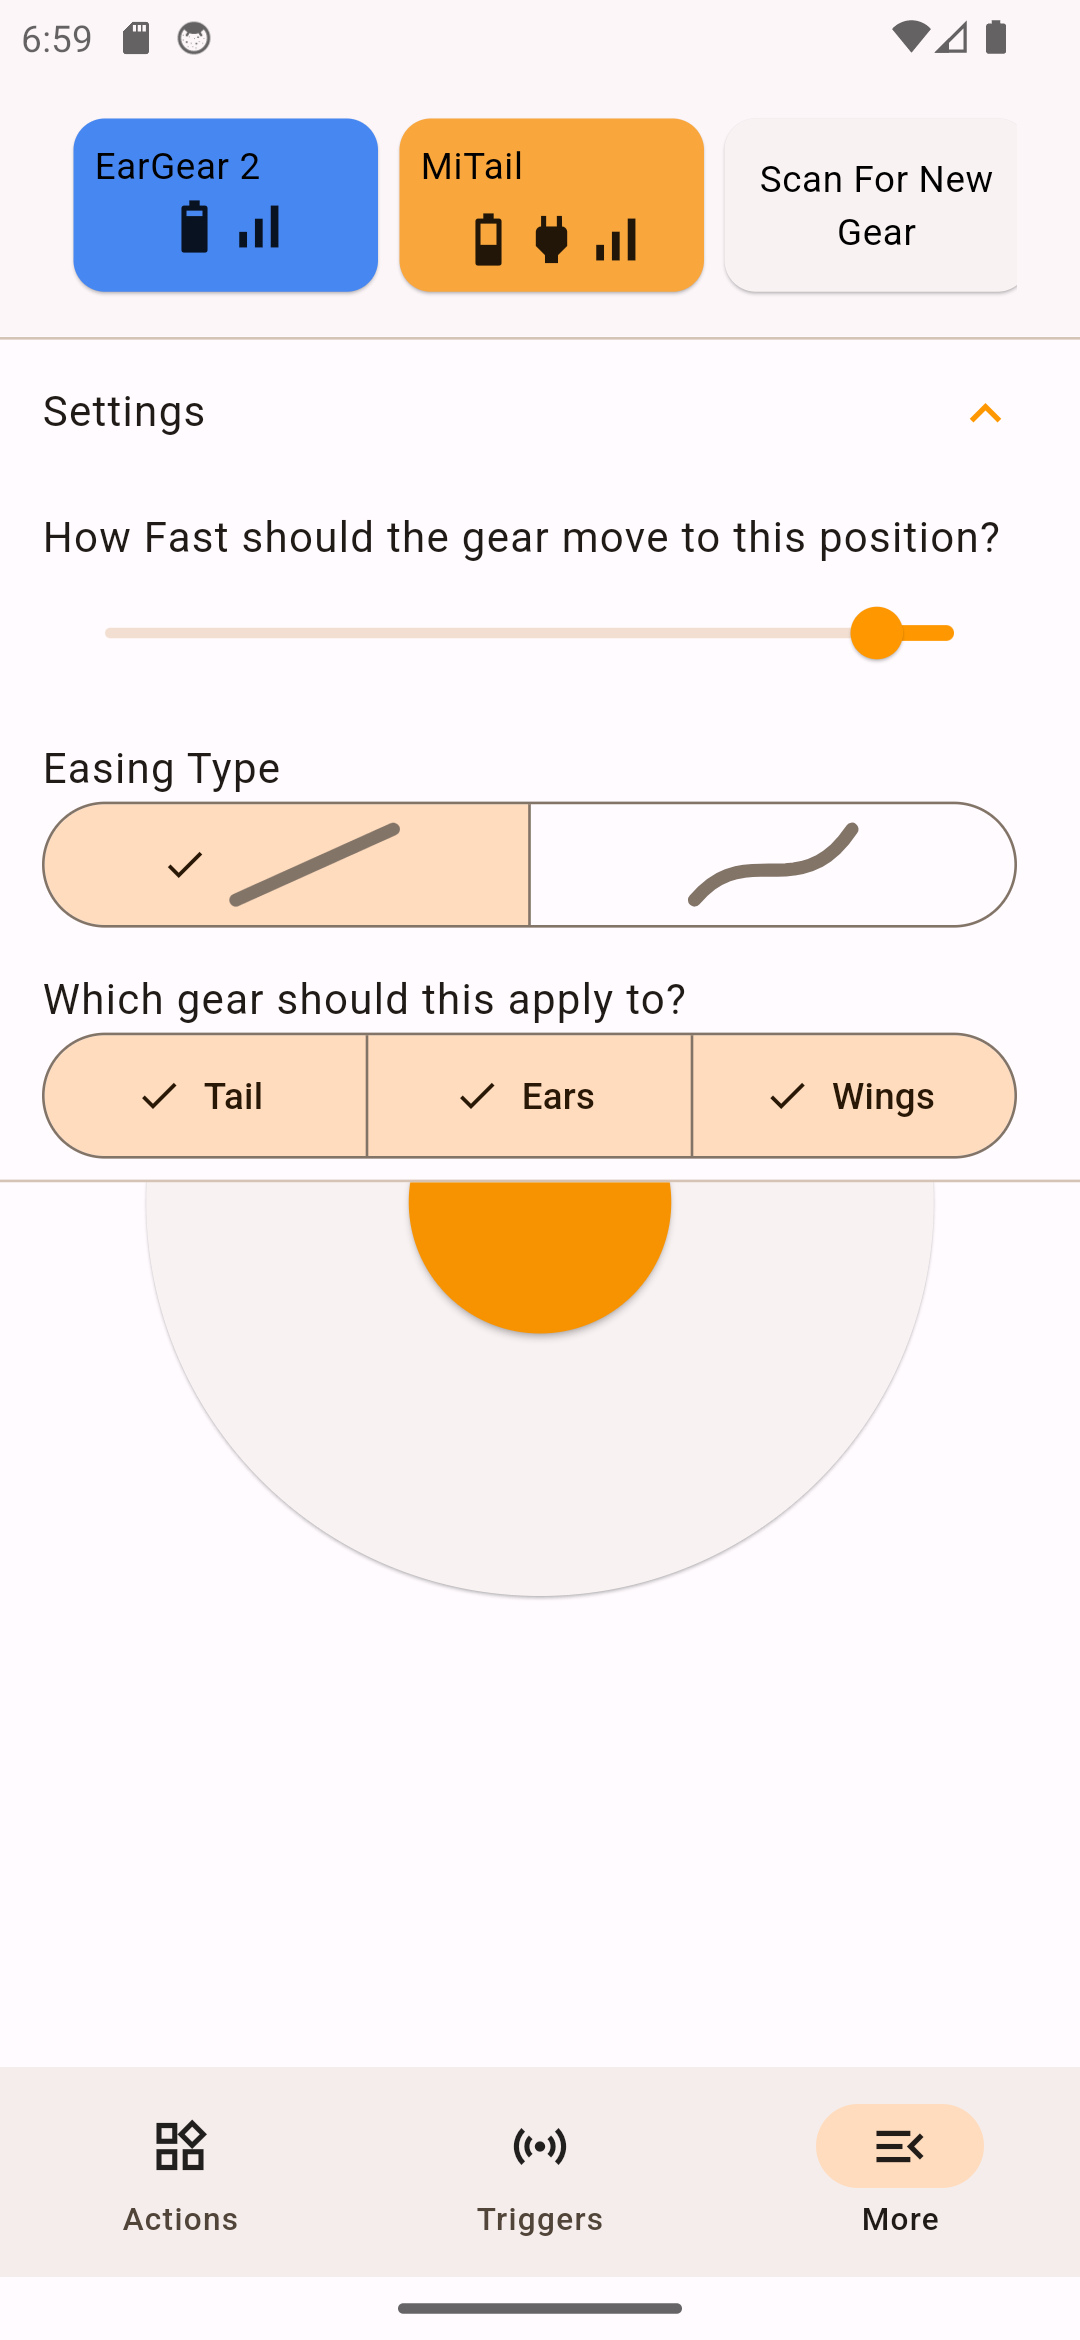 6:59
EarGear 2
MiTail
Scan For New
Gear
Settings
How Fast should the gear move to this position?
Easing Type
Which gear should this apply to?
Tail
Ears
Wings
Actions
Triggers
More